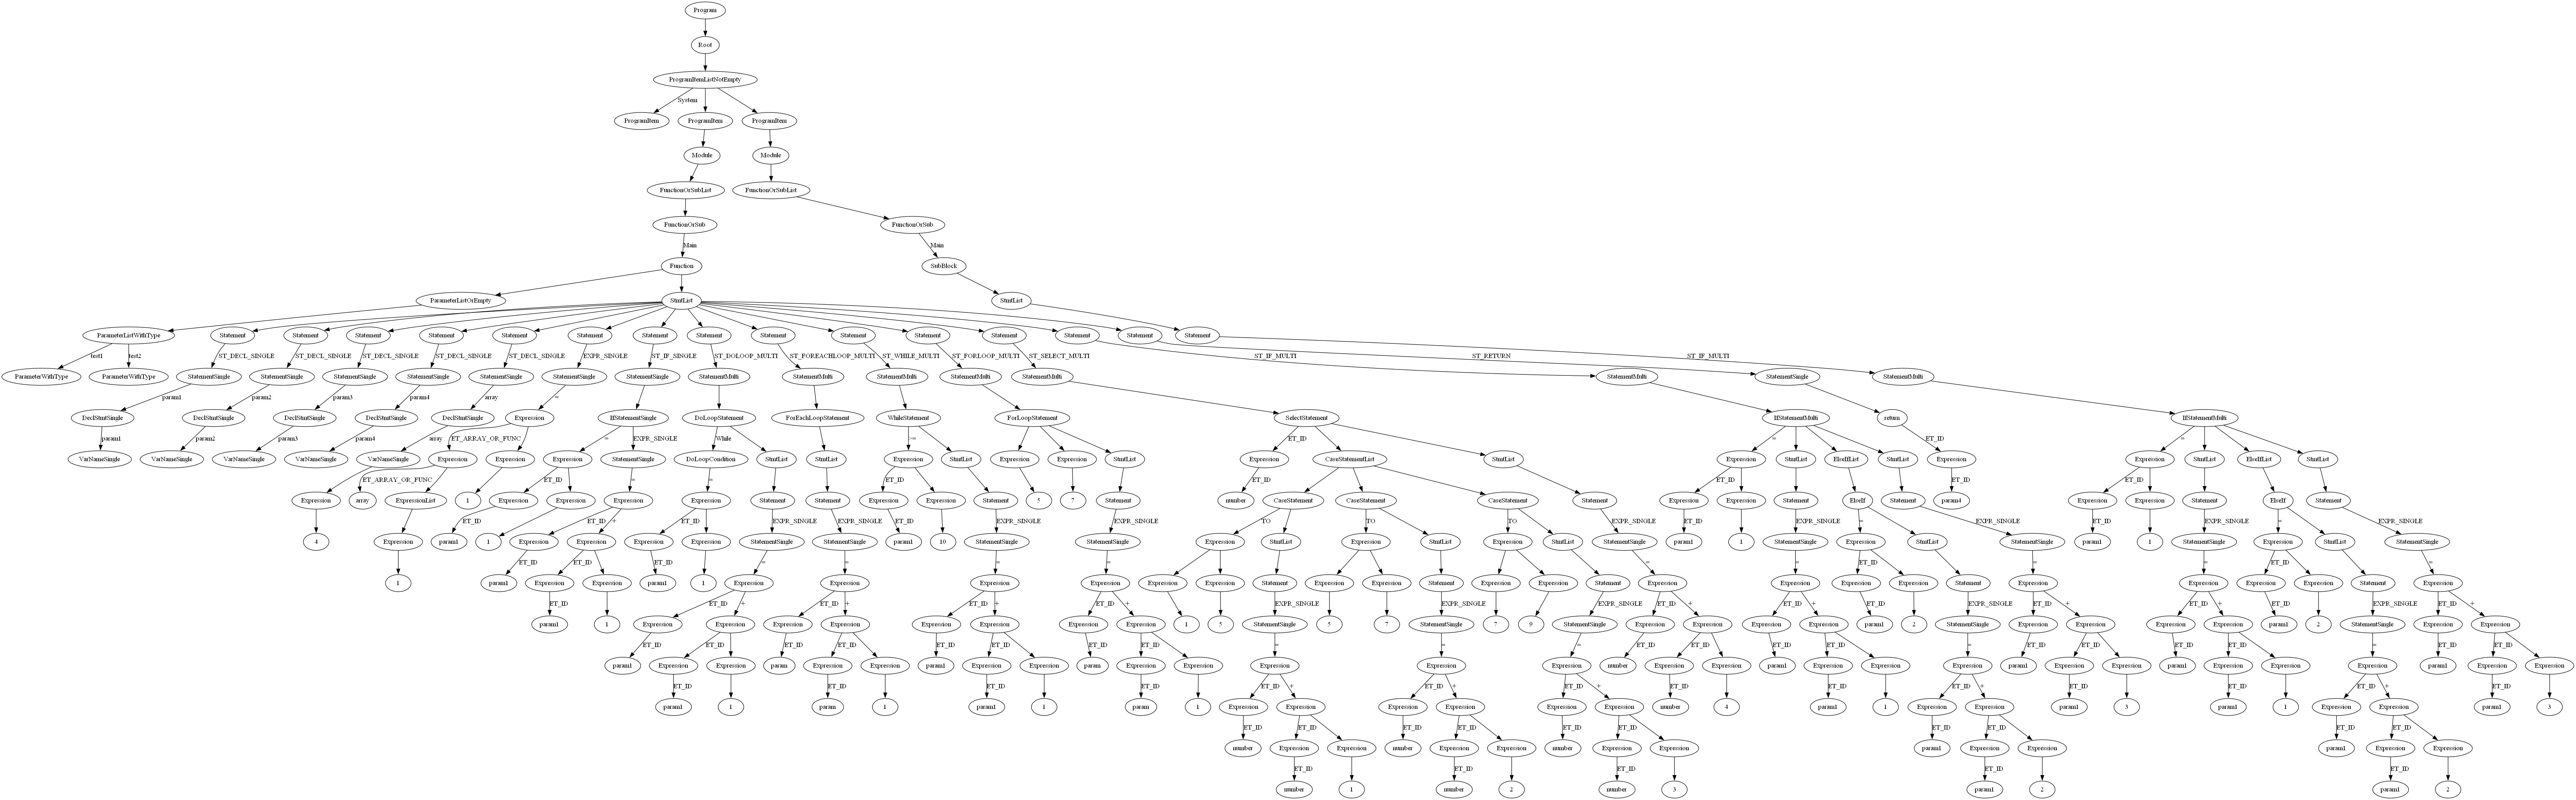 Program
Root
ProgramItemListNotEmpty
System
ProgramItem ProgramItem ProgramItem
Module Module
FunctionOrSubList FunctionOrSubList
FunctionOrSub FunctionOrSub
Main Main
Function SubBlock
ParameterListOrEmpty StmtList StmtList
ParameterListWithType Statement Statement Statement Statement Statement Statement Statement Statement Statement Statement Statement Statement Statement Statement Statement
test1 test2 ST_DECL_SINGLE ST_DECL_SINGLE ST_DECL_SINGLE ST_DECL_SINGLE ST_DECL_SINGLE EXPR_SINGLE ST_IF_SINGLE ST_DOLOOP_MULTI ST_FOREACHLOOP_MULTI ST_WHILE_MULTI ST_FORLOOP_MULTI ST_SELECT_MULTI ST_IF_MULTI ST_RETURN ST_IF_MULTI
ParameterWithType ParameterWithType StatementSingle StatementSingle StatementSingle StatementSingle StatementSingle StatementSingle StatementSingle StatementMulti StatementMulti StatementMulti StatementMulti StatementMulti StatementMulti StatementSingle StatementMulti
param1 param2 param3 param4 array =
DeclStmtSingle DeclStmtSingle DeclStmtSingle DeclStmtSingle DeclStmtSingle Expression IfStatementSingle DoLoopStatement ForEachLoopStatement WhileStatement ForLoopStatement SelectStatement IfStatementMulti return IfStatementMulti
param1 param2 param3 param4 array ET_ARRAY_OR_FUNC = EXPR_SINGLE While >= ET_ID = ET_ID =
VarNameSingle VarNameSingle VarNameSingle VarNameSingle VarNameSingle Expression Expression Expression StatementSingle DoLoopCondition StmtList StmtList Expression StmtList Expression Expression StmtList Expression CaseStatementList StmtList Expression StmtList ElseIfList StmtList Expression Expression StmtList ElseIfList StmtList
ET_ARRAY_OR_FUNC ET_ID = = ET_ID ET_ID ET_ID ET_ID
Expression array ExpressionList 1 Expression Expression Expression Expression Statement Statement Expression Expression Statement 5 7 Statement number CaseStatement CaseStatement CaseStatement Statement Expression Expression Statement ElseIf Statement param4 Expression Expression Statement ElseIf Statement
ET_ID ET_ID + ET_ID EXPR_SINGLE EXPR_SINGLE ET_ID EXPR_SINGLE EXPR_SINGLE TO TO TO EXPR_SINGLE ET_ID EXPR_SINGLE = EXPR_SINGLE ET_ID EXPR_SINGLE = EXPR_SINGLE
4 Expression param1 1 Expression Expression Expression Expression StatementSingle StatementSingle param1 10 StatementSingle StatementSingle Expression StmtList Expression StmtList Expression StmtList StatementSingle param1 1 StatementSingle Expression StmtList StatementSingle param1 1 StatementSingle Expression StmtList StatementSingle
ET_ID ET_ID ET_ID = = = = = = ET_ID = = ET_ID =
1 param1 Expression Expression param1 1 Expression Expression Expression Expression Expression Expression Statement Expression Expression Statement Expression Expression Statement Expression Expression Expression Expression Statement Expression Expression Expression Expression Statement Expression
ET_ID ET_ID + ET_ID + ET_ID + ET_ID + EXPR_SINGLE EXPR_SINGLE EXPR_SINGLE ET_ID + ET_ID + ET_ID EXPR_SINGLE ET_ID + ET_ID + ET_ID EXPR_SINGLE ET_ID +
param1 1 Expression Expression Expression Expression Expression Expression Expression Expression 1 5 StatementSingle 5 7 StatementSingle 7 9 StatementSingle Expression Expression Expression Expression param1 2 StatementSingle Expression Expression Expression Expression param1 2 StatementSingle Expression Expression
ET_ID ET_ID ET_ID ET_ID ET_ID ET_ID ET_ID ET_ID = = = ET_ID ET_ID ET_ID ET_ID = ET_ID ET_ID ET_ID ET_ID = ET_ID ET_ID
param1 Expression Expression param Expression Expression param1 Expression Expression param Expression Expression Expression Expression Expression number Expression Expression param1 Expression Expression Expression param1 Expression Expression param1 Expression Expression Expression param1 Expression Expression
ET_ID ET_ID ET_ID ET_ID ET_ID + ET_ID + ET_ID + ET_ID ET_ID ET_ID + ET_ID ET_ID ET_ID + ET_ID
param1 1 param 1 param1 1 param 1 Expression Expression Expression Expression Expression Expression number 4 param1 1 Expression Expression param1 3 param1 1 Expression Expression param1 3
ET_ID ET_ID ET_ID ET_ID ET_ID ET_ID ET_ID ET_ID ET_ID ET_ID
number Expression Expression number Expression Expression number Expression Expression param1 Expression Expression param1 Expression Expression
ET_ID ET_ID ET_ID ET_ID ET_ID
number 1 number 2 number 3 param1 2 param1 2